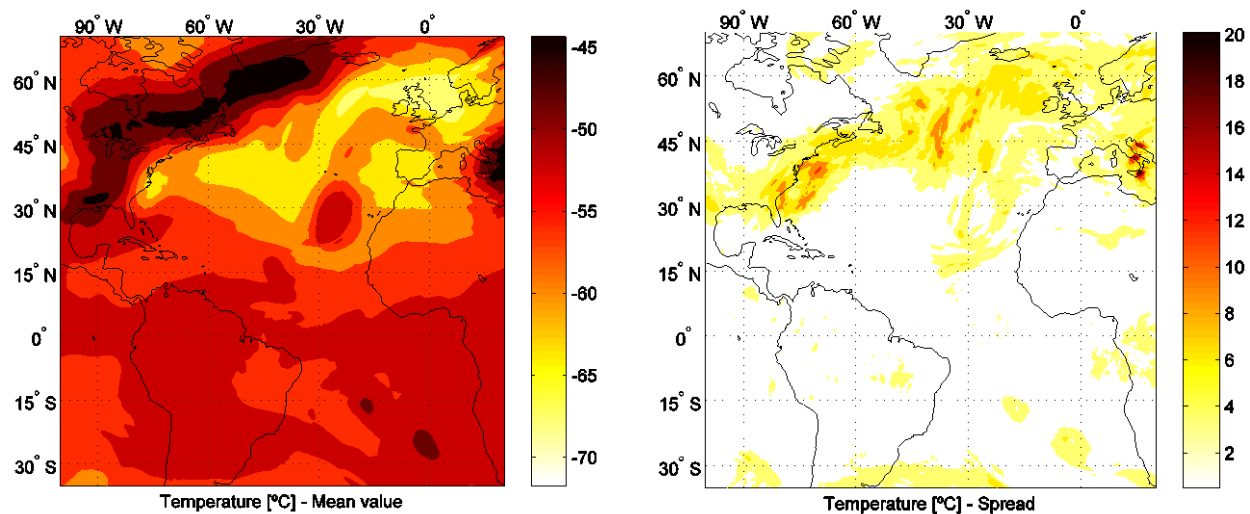 90° W 60° W 30° W 0°
60° N
45° N
30° N
15° N
0°
15° S
30° S
-45
-50
-55
-60
-65
-70
Temperature [ºC] - Mean value
90° W 60° W 30° W 0°
60° N
45° N
30° N
15° N
0°
15° S
30° S
20
18
16
14
12
10
8
6
4
2
Temperature [ºC] - Spread